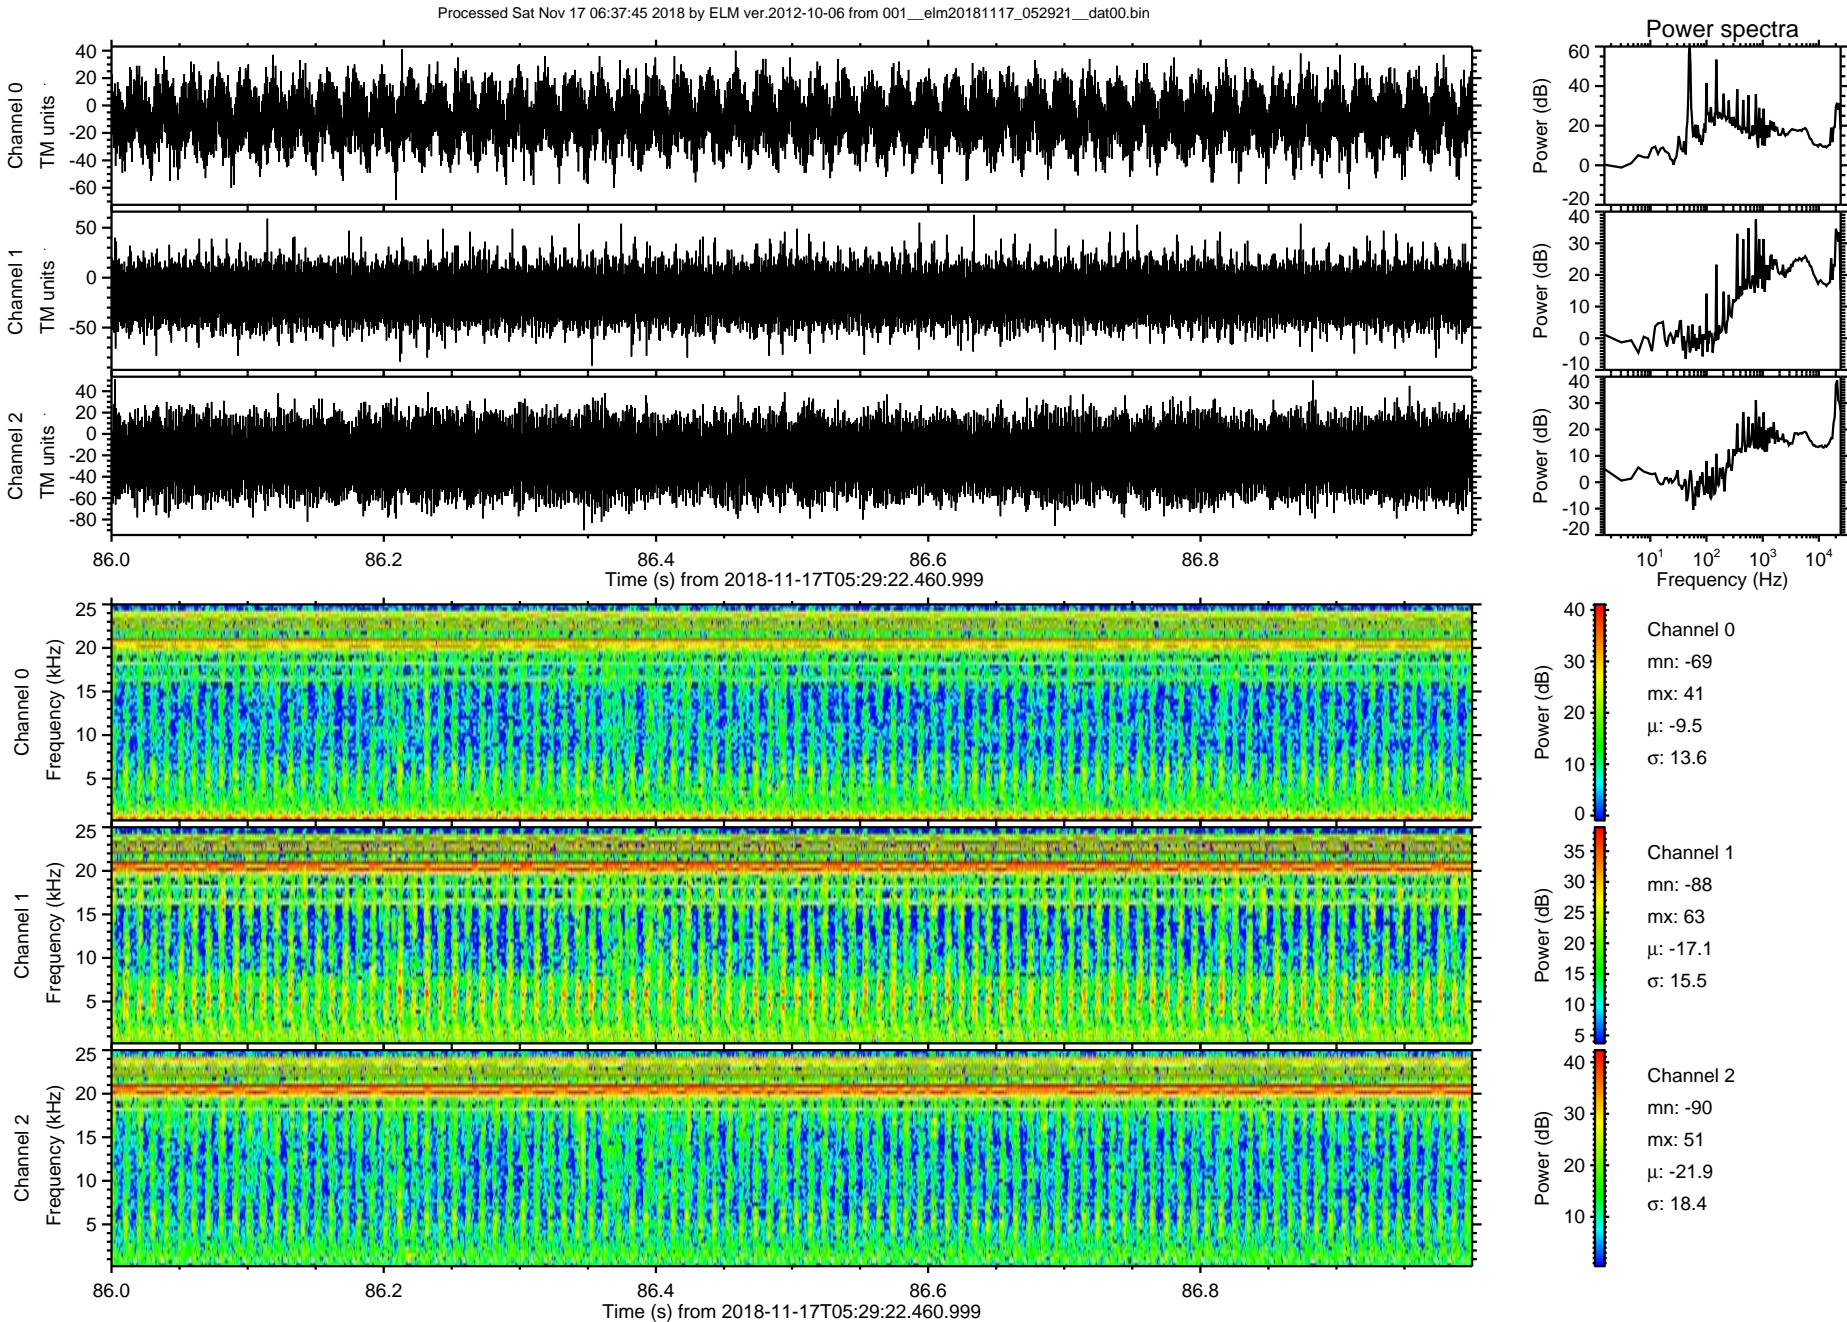 Processed Sat Nov 17 06:37:45 2018 by ELM ver.2012-10-06 from 001__elm20181117_052921__dat00.bin
Power spectra
Channel 0
TM units
40
20
0
-20
-40
-60
Power (dB)
60
40
20
0
-20
Channel 1
TM units
50
0
-50
Power (dB)
40
30
20
10
0
-10
Channel 2
TM units
40
20
0
-20
-40
-60
-80
Power (dB)
40
30
20
10
0
-10
-20
86.0 86.2 86.4 86.6 86.8
Time (s) from 2018-11-17T05:29:22.460.999
10^1 10^2 10^3 10^4
Frequency (Hz)
Channel 0
Frequency (kHz)
25
20
15
10
5
Power (dB)
40
30
20
10
0
Channel 0
mn: -69
mx: 41
μ: -9.5
σ: 13.6
Channel 1
Frequency (kHz)
25
20
15
10
5
Power (dB)
35
30
25
20
15
10
5
Channel 1
mn: -88
mx: 63
μ: -17.1
σ: 15.5
Channel 2
Frequency (kHz)
25
20
15
10
5
Power (dB)
40
30
20
10
Channel 2
mn: -90
mx: 51
μ: -21.9
σ: 18.4
86.0 86.2 86.4 86.6 86.8
Time (s) from 2018-11-17T05:29:22.460.999